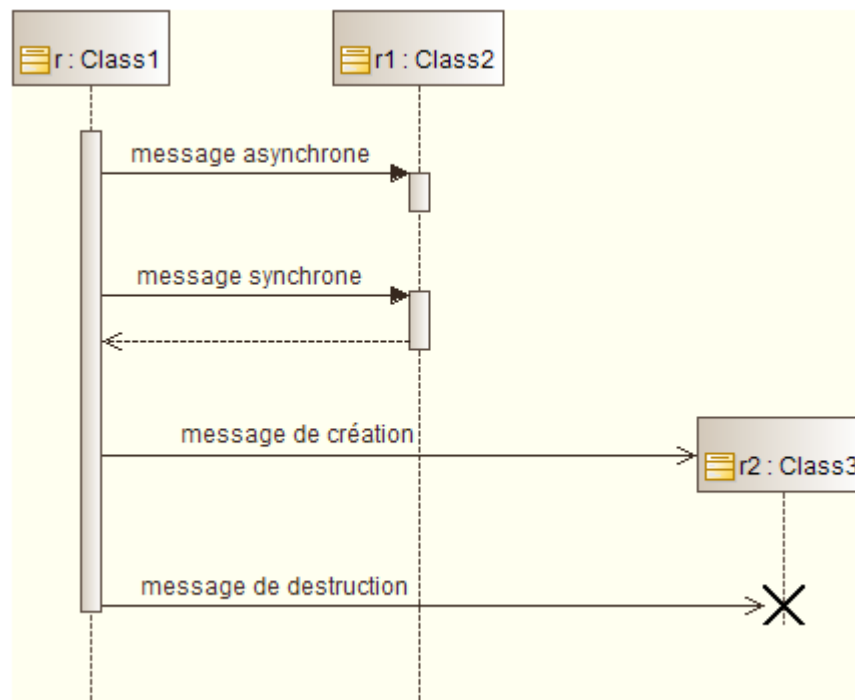 r : Class1
r1 : Class2
message asynchrone
message synchrone
message de création
r2 : Class3
message de destruction